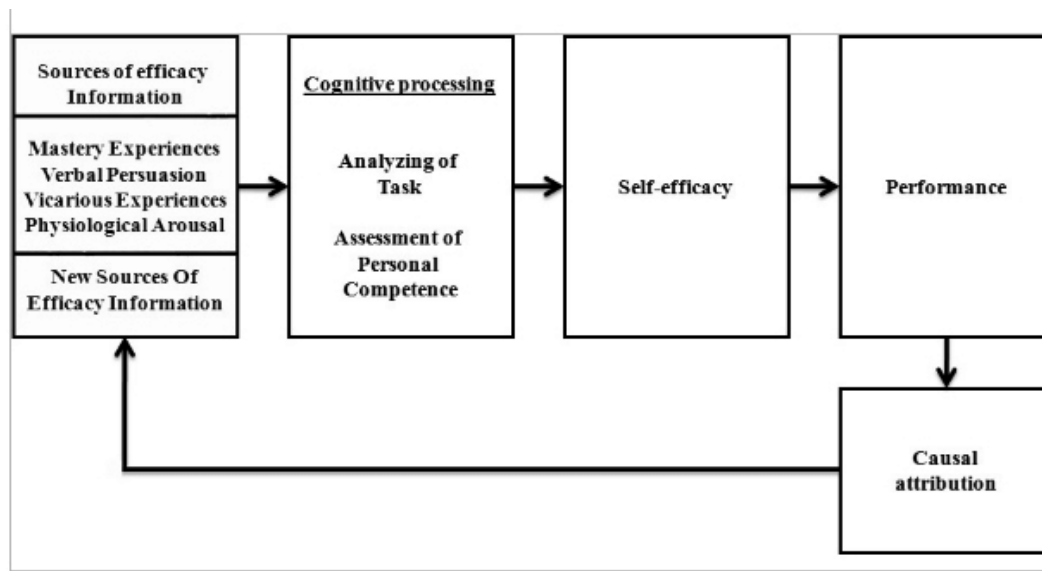 Sources of efficacy
Information
Mastery Experiences
Verbal Persuasion
Vicarious Experiences
Physiological Arousal
New Sources Of
Efficacy Information
Cognitive processing
Analyzing of
Task
Assessment of
Personal
Competence
Self-efficacy
Performance
Causal
attribution